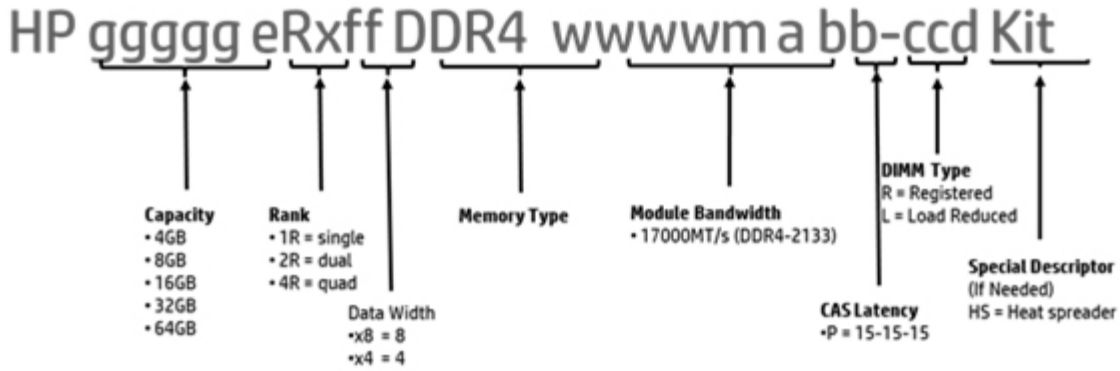 HP ggggg eRxff DDR4 wwwwm a bb-ccd Kit
Capacity
• 4GB
• 8GB
• 16GB
• 32GB
• 64GB
Rank
• 1R = single
• 2R = dual
• 4R = quad
Data Width
•x8 = 8
•x4 = 4
Memory Type
Module Bandwidth
• 17000MT/s (DDR4-2133)
CAS Latency
•P = 15-15-15
DIMM Type
R = Registered
L = Load Reduced
Special Descriptor
(If Needed)
HS = Heat spreader